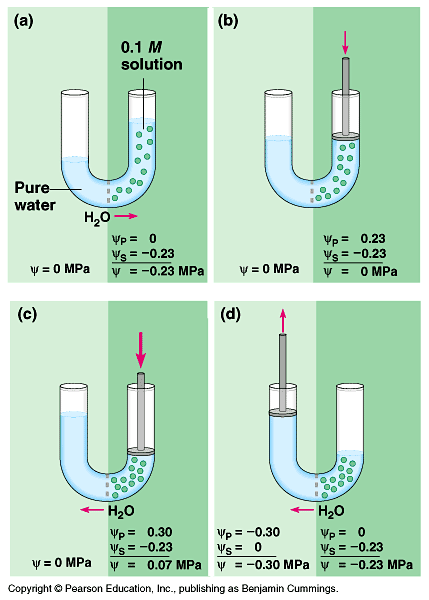 (a)
0.1 M
solution
Pure
water
H₂O
ψ = 0 MPa
ψP = 0
ψS = −0.23
ψ = −0.23 MPa
(b)
ψ = 0 MPa
ψP = 0.23
ψS = −0.23
ψ = 0 MPa
(c)
H₂O
ψ = 0 MPa
ψP = 0.30
ψS = −0.23
ψ = 0.07 MPa
(d)
H₂O
ψP = −0.30
ψS = 0
ψ = −0.30 MPa
ψP = 0
ψS = −0.23
ψ = −0.23 MPa
Copyright © Pearson Education, Inc., publishing as Benjamin Cummings.